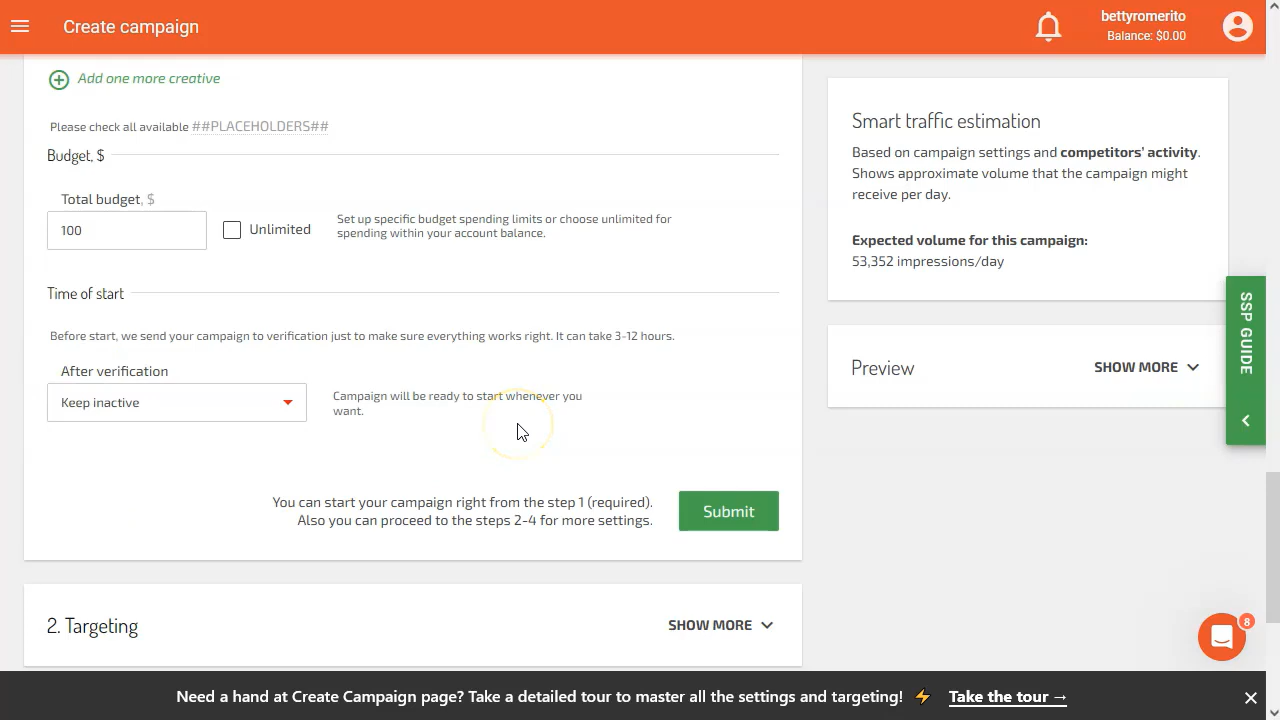 Create campaign
bettyromerito
Balance: $0.00
Add one more creative
Please check all available ##PLACEHOLDERS##
Budget, $
Total budget, $
100
Unlimited
Set up specific budget spending limits or choose unlimited for
spending within your account balance.
Time of start
Before start, we send your campaign to verification just to make sure everything works right. It can take 3-12 hours.
After verification
Keep inactive
Campaign will be ready to start whenever you
want.
You can start your campaign right from the step 1 (required).
Also you can proceed to the steps 2-4 for more settings.
Submit
2. Targeting
SHOW MORE
Smart traffic estimation
Based on campaign settings and competitors' activity.
Shows approximate volume that the campaign might
receive per day.
Expected volume for this campaign:
53,352 impressions/day
Preview
SHOW MORE
SSP GUIDE
8
Need a hand at Create Campaign page? Take a detailed tour to master all the settings and targeting! ⚡ Take the tour →